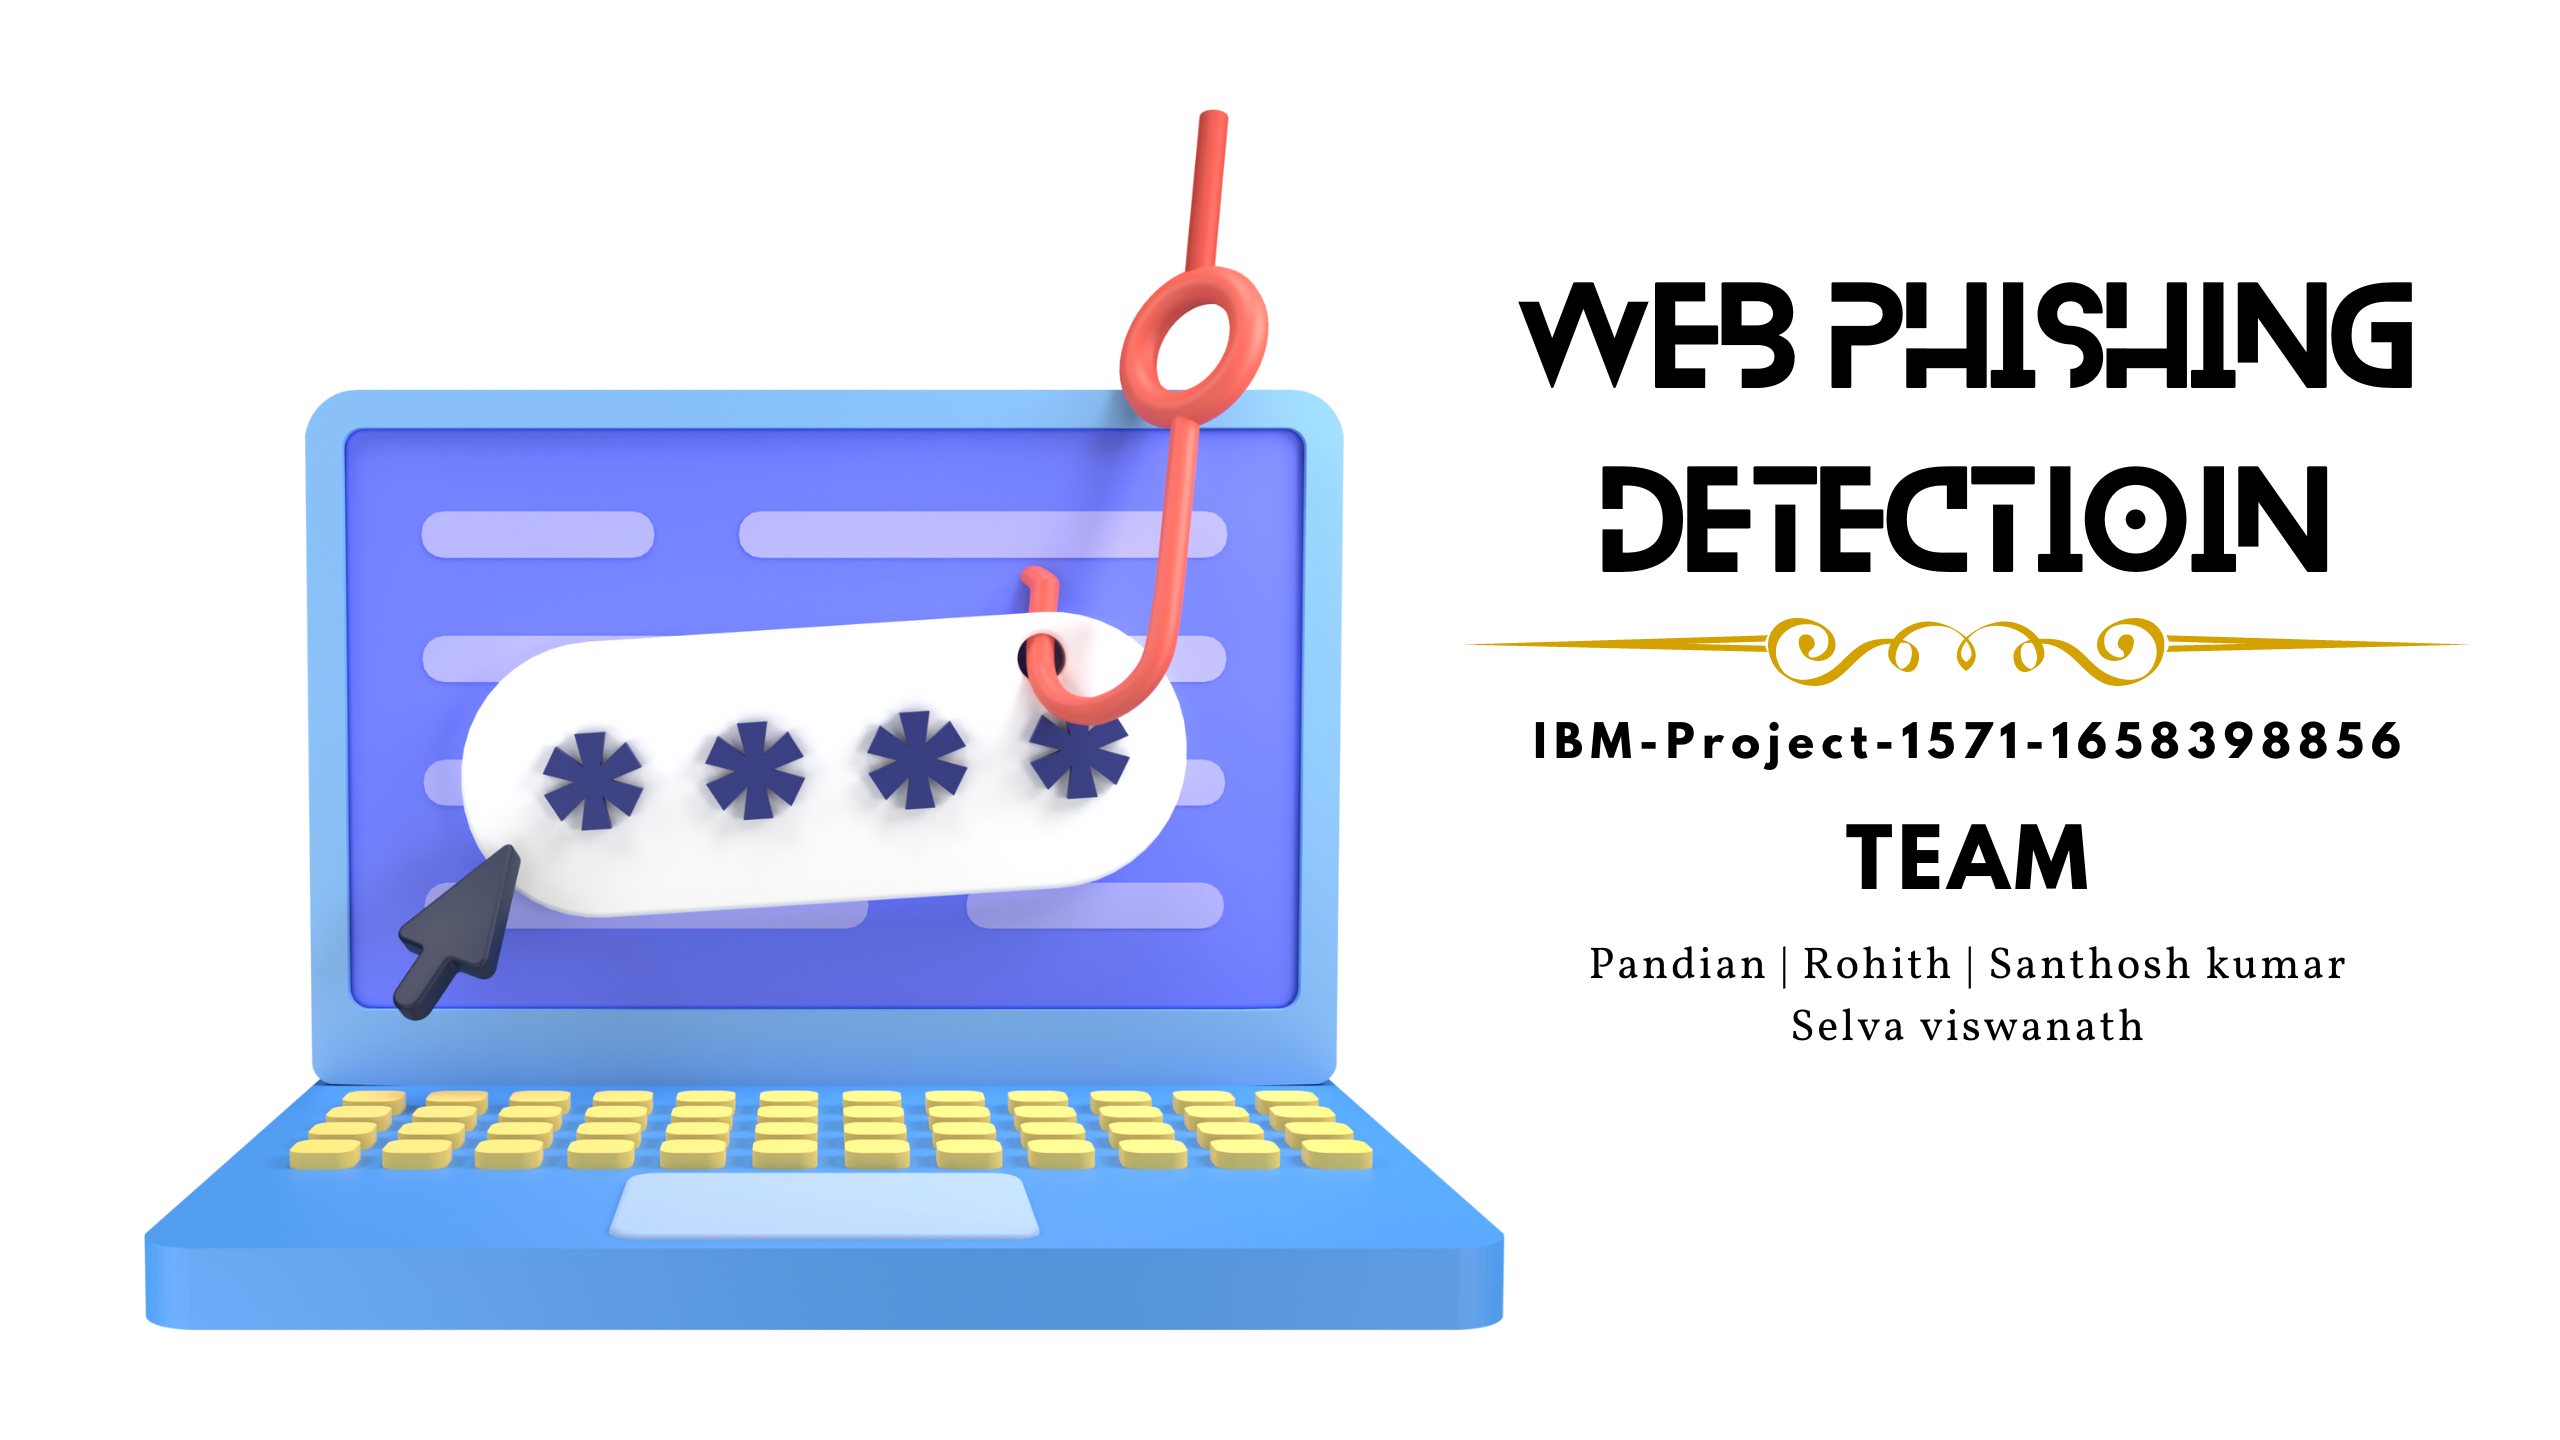 WEB PHISHING
DETECTIOIN
IBM-Project-1571-1658398856
TEAM
Pandian | Rohith | Santhosh kumar
Selva viswanath